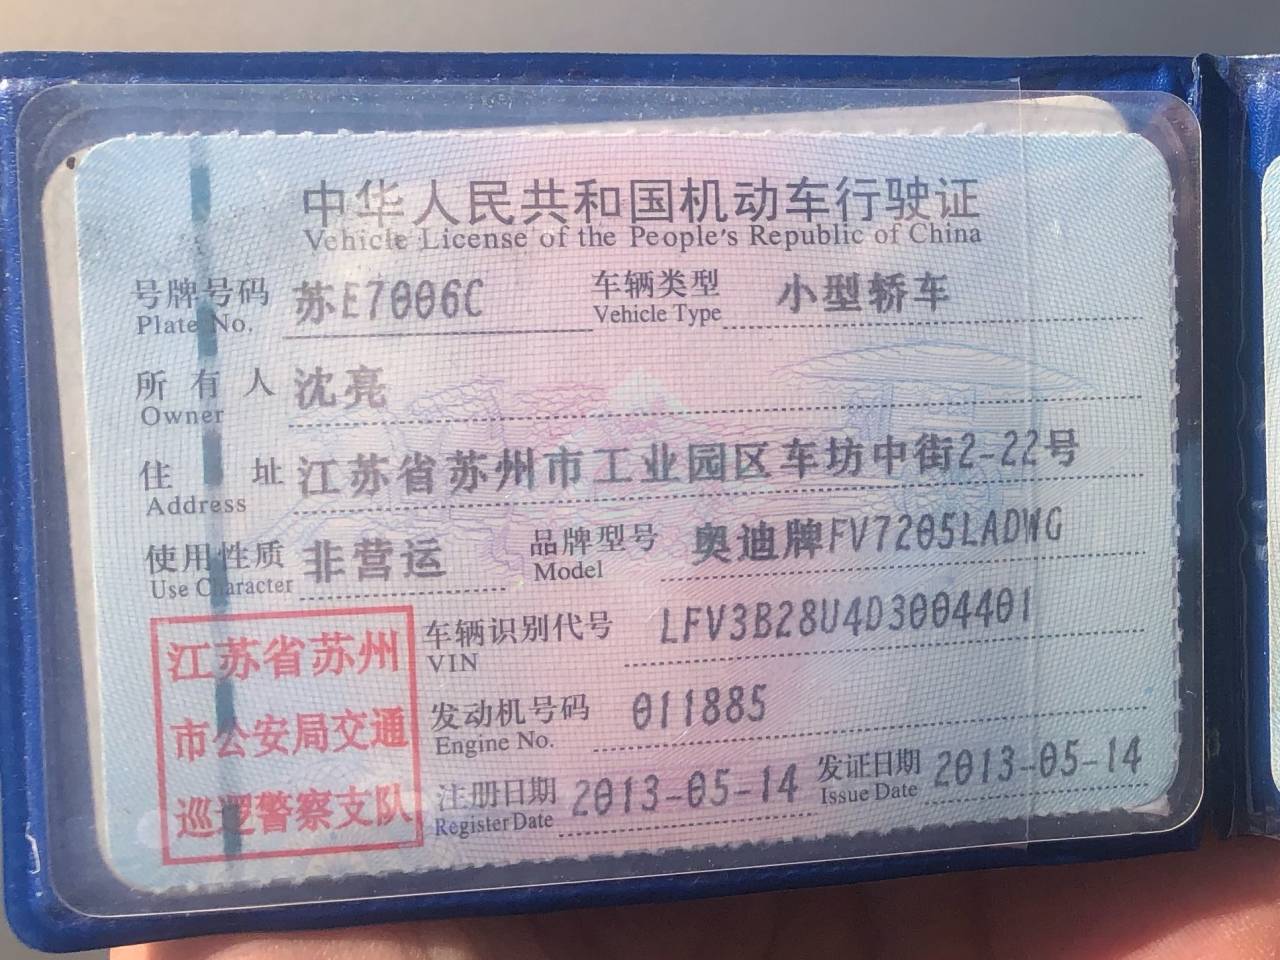 中华人民共和国机动车行驶证
Vehicle License of the People's Republic of China
号牌号码 苏E7006C 车辆类型 小型轿车
Plate No. Vehicle Type
所有人 沈亮
Owner
住址 江苏省苏州市工业园区车坊中街2-22号
Address
使用性质 非营运 品牌型号 奥迪牌FV7205LADWG
Use Character Model
江苏省苏州
市公安局交通
巡逻警察支队
车辆识别代号 LFV3B28U4D3004401
VIN
发动机号码 011885
Engine No.
注册日期 2013-05-14 发证日期 2013-05-14
Register Date Issue Date